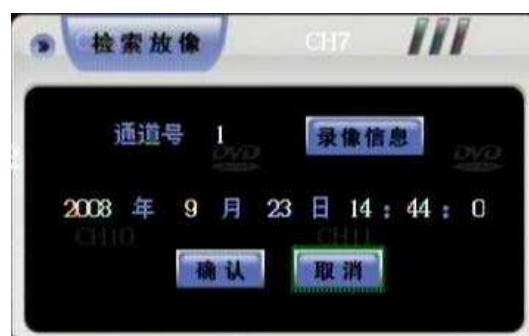 检索放像 CH7
通道号 1 录像信息
DVD DVD
2008 年 9 月 23 日 14 : 44 : 0
CH10 CH11
确认 取消